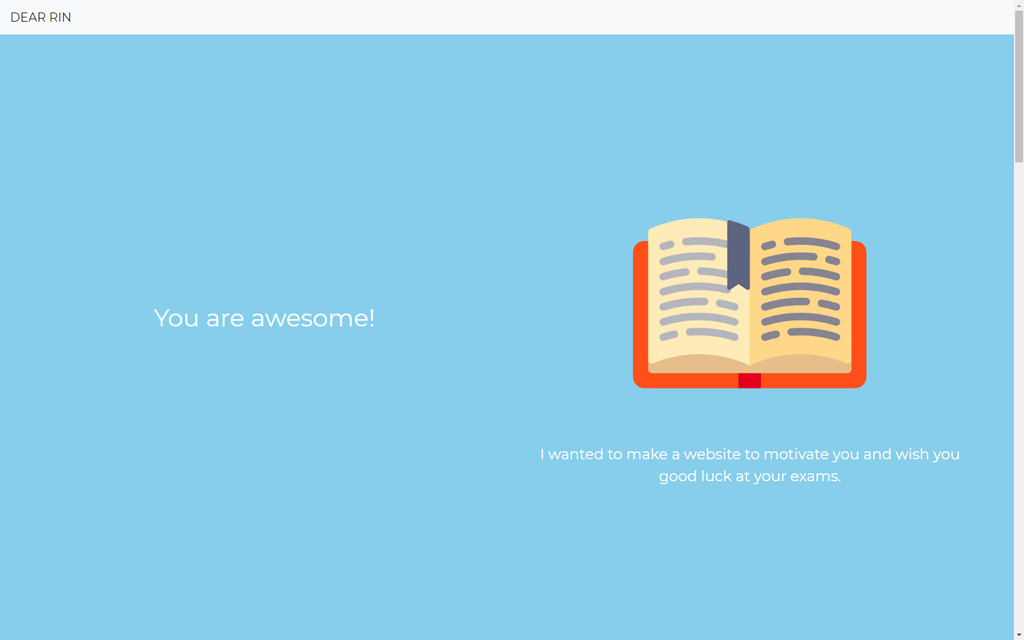 DEAR RIN
You are awesome!
I wanted to make a website to motivate you and wish you
good luck at your exams.